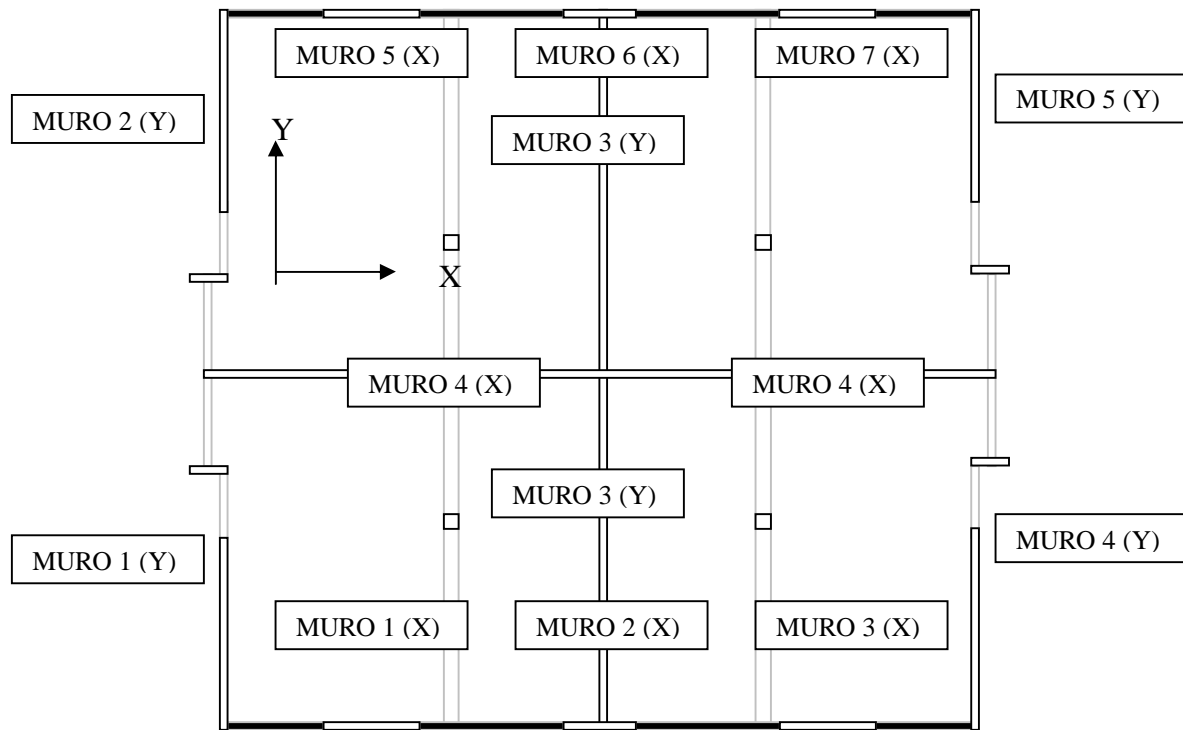 MURO 5 (X)
MURO 6 (X)
MURO 7 (X)
MURO 2 (Y)
MURO 5 (Y)
Y
MURO 3 (Y)
X
MURO 4 (X)
MURO 4 (X)
MURO 3 (Y)
MURO 1 (Y)
MURO 4 (Y)
MURO 1 (X)
MURO 2 (X)
MURO 3 (X)